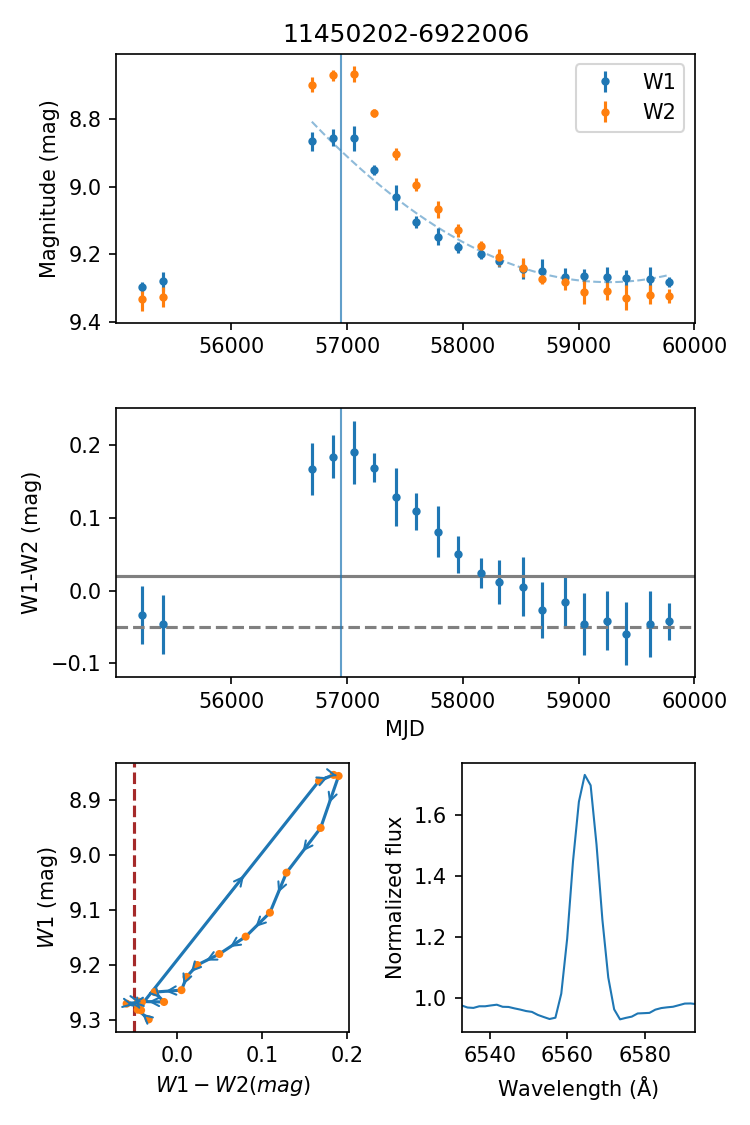 11450202-6922006
Magnitude (mag)
W1
W2
8.8
9.0
9.2
9.4
56000 57000 58000 59000 60000
W1-W2 (mag)
0.2
0.1
0.0
−0.1
56000 57000 58000 59000 60000
MJD
W1 (mag)
8.9
9.0
9.1
9.2
9.3
0.0 0.1 0.2
W1 − W2(mag)
Normalized flux
1.6
1.4
1.2
1.0
6540 6560 6580
Wavelength (Å)